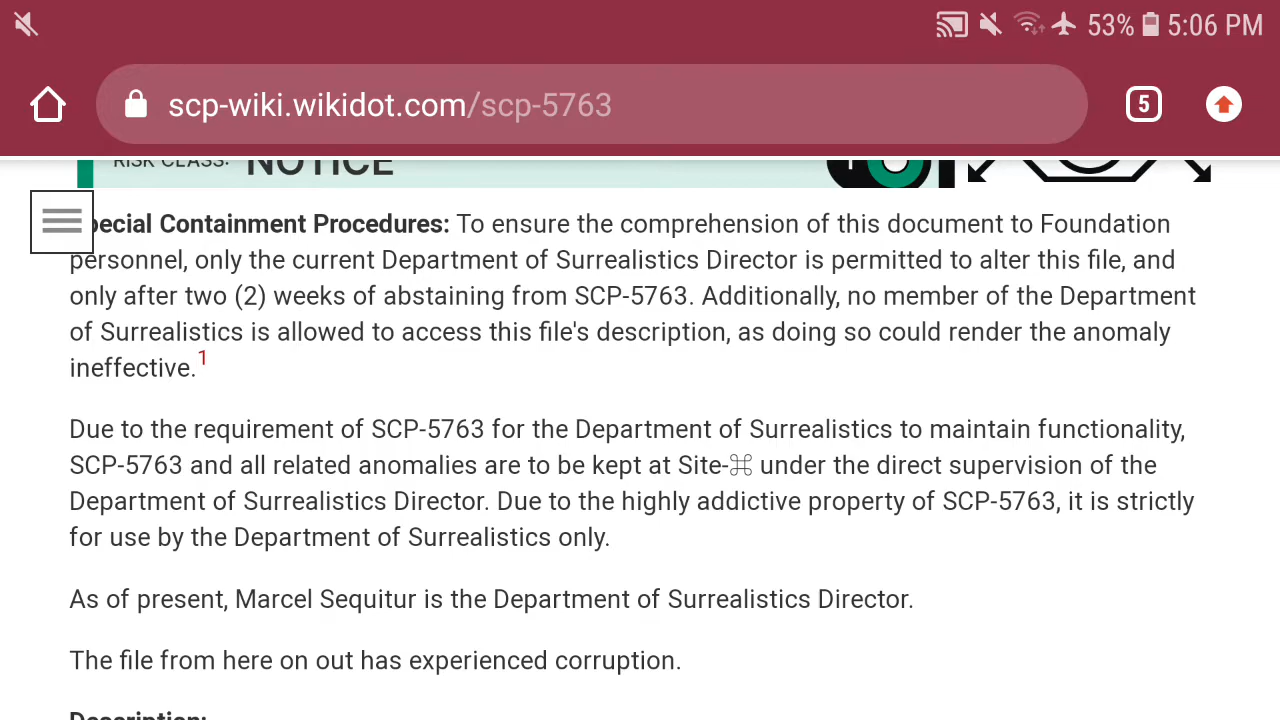 53% 5:06 PM
scp-wiki.wikidot.com/scp-5763 5
RISK CLASS: NOTICE
pecial Containment Procedures: To ensure the comprehension of this document to Foundation
personnel, only the current Department of Surrealistics Director is permitted to alter this file, and
only after two (2) weeks of abstaining from SCP-5763. Additionally, no member of the Department
of Surrealistics is allowed to access this file's description, as doing so could render the anomaly
ineffective.1
Due to the requirement of SCP-5763 for the Department of Surrealistics to maintain functionality,
SCP-5763 and all related anomalies are to be kept at Site-⌘ under the direct supervision of the
Department of Surrealistics Director. Due to the highly addictive property of SCP-5763, it is strictly
for use by the Department of Surrealistics only.
As of present, Marcel Sequitur is the Department of Surrealistics Director.
The file from here on out has experienced corruption.
Description: